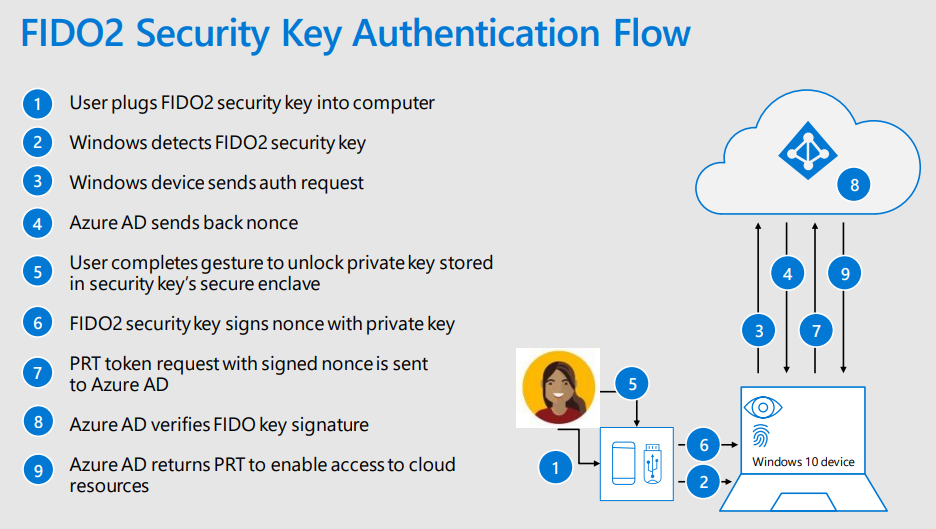 FIDO2 Security Key Authentication Flow
1 User plugs FIDO2 security key into computer
2 Windows detects FIDO2 security key
3 Windows device sends auth request
4 Azure AD sends back nonce
5 User completes gesture to unlock private key stored
in security key's secure enclave
6 FIDO2 security key signs nonce with private key
7 PRT token request with signed nonce is sent
to Azure AD
8 Azure AD verifies FIDO key signature
9 Azure AD returns PRT to enable access to cloud
resources
8
4 9
3 7
5
6
1
2
Windows 10 device